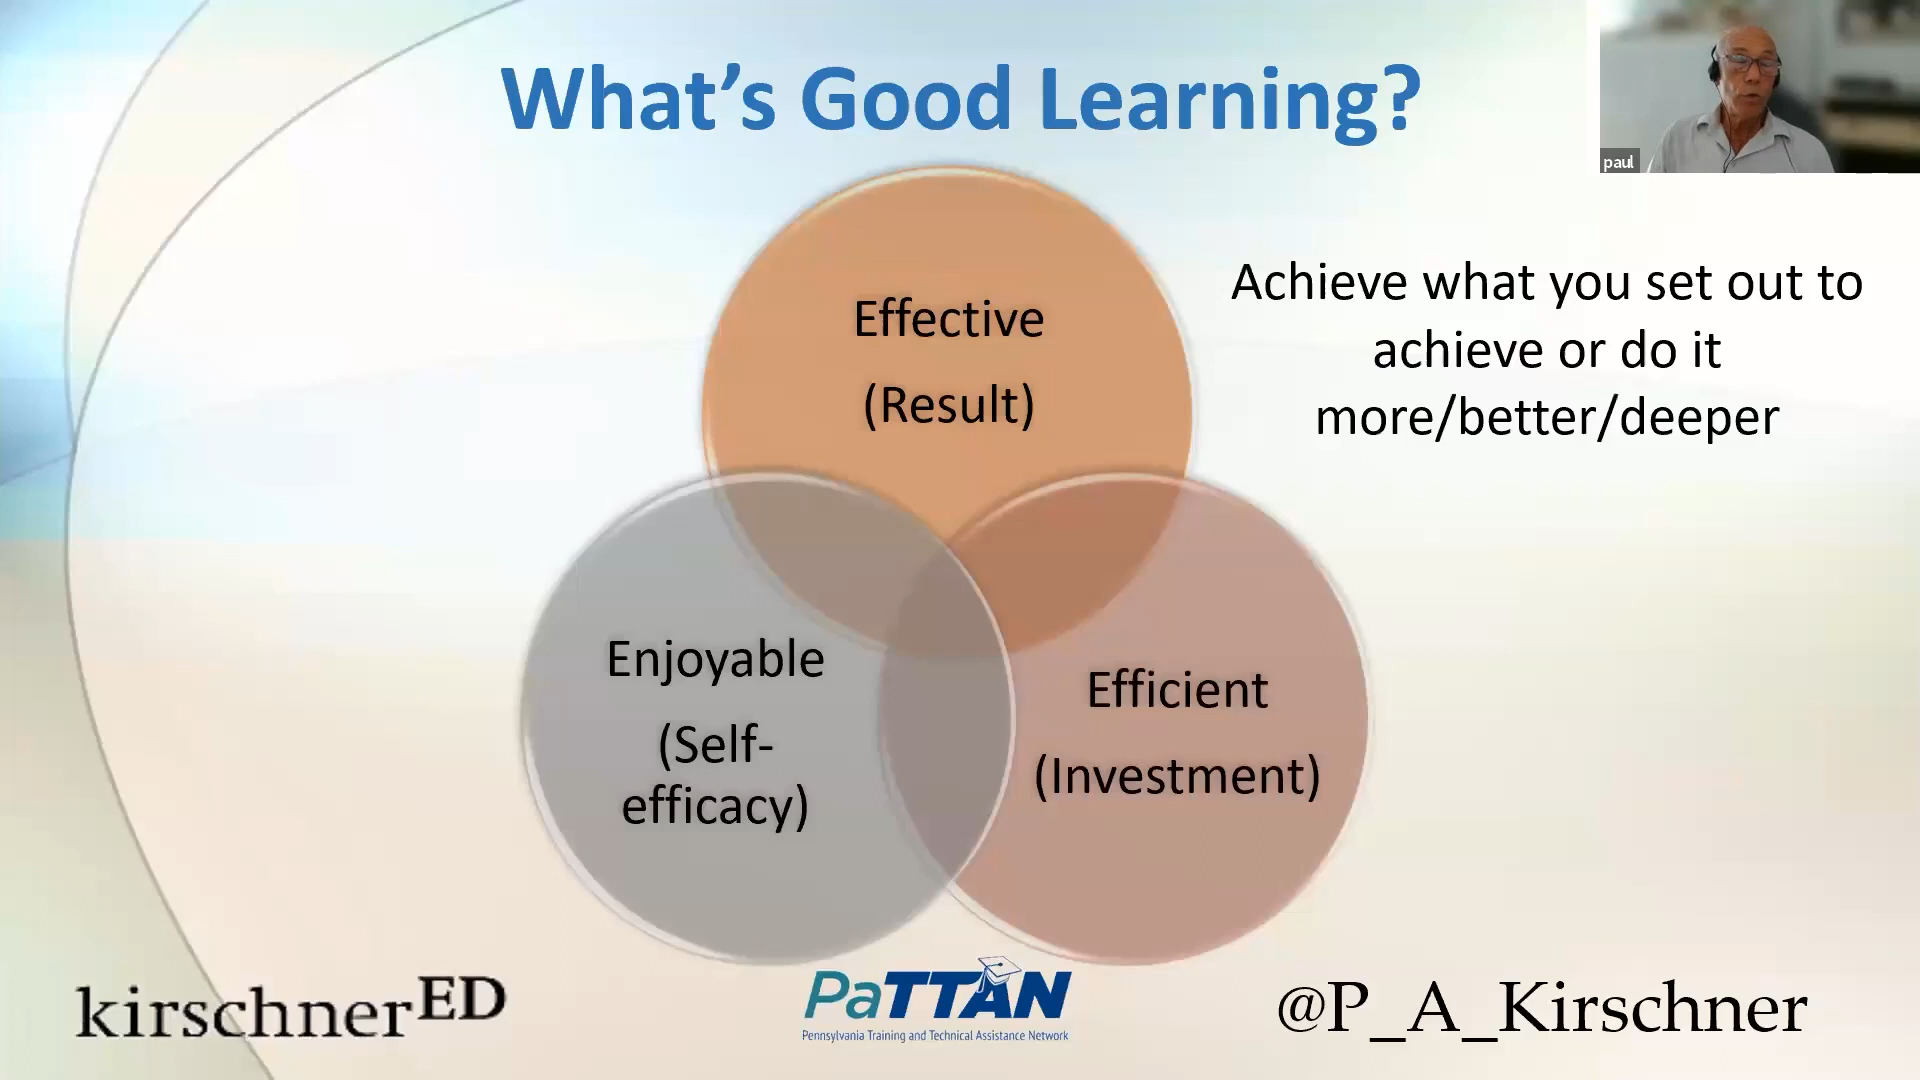 What's Good Learning?
paul
Achieve what you set out to
achieve or do it
more/better/deeper
Effective
(Result)
Enjoyable
(Self-
efficacy)
Efficient
(Investment)
kirschnerED
PaTTAN
Pennsylvania Training and Technical Assistance Network
@P_A_Kirschner